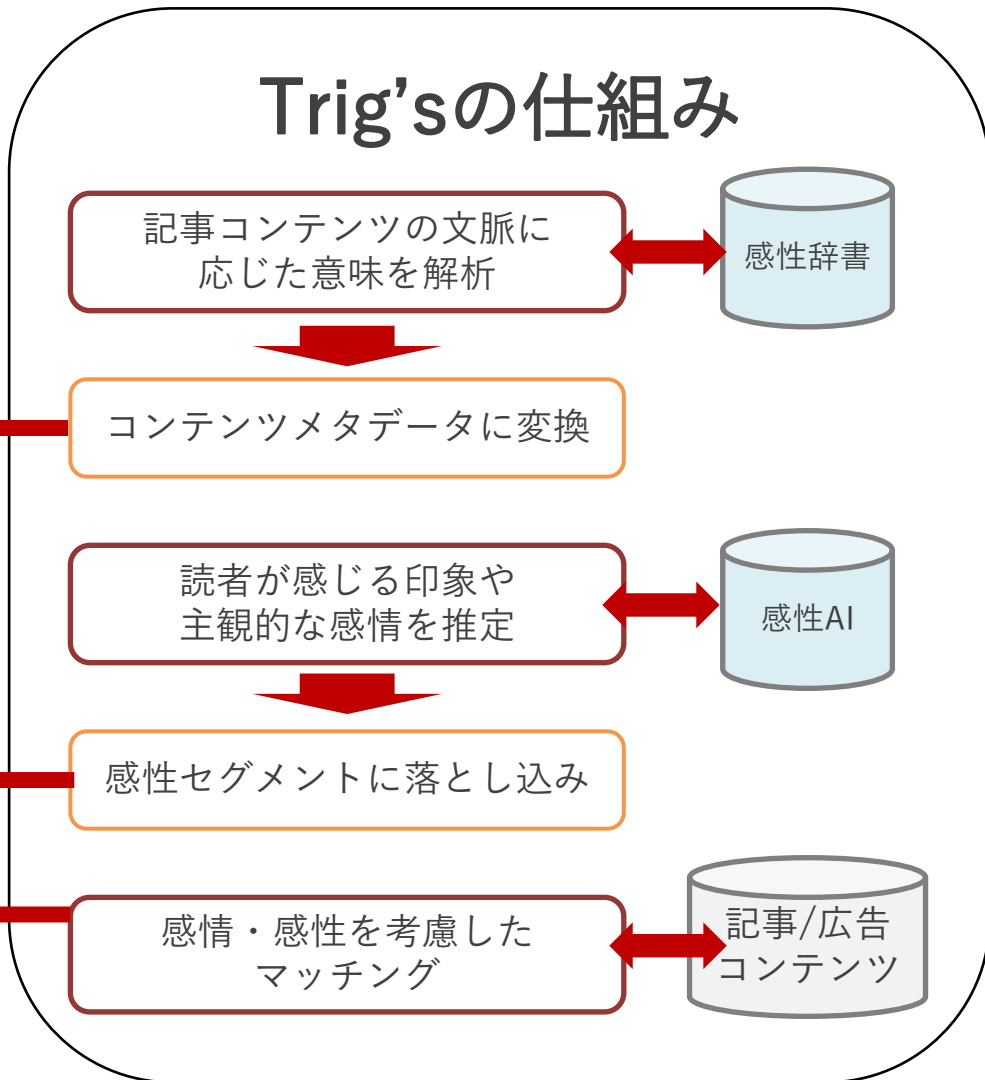 Trig’sの仕組み
記事コンテンツの文脈に
応じた意味を解析
感性辞書
コンテンツメタデータに変換
読者が感じる印象や
主観的な感情を推定
感性AI
感性セグメントに落とし込み
感情・感性を考慮した
マッチング
記事/広告
コンテンツ